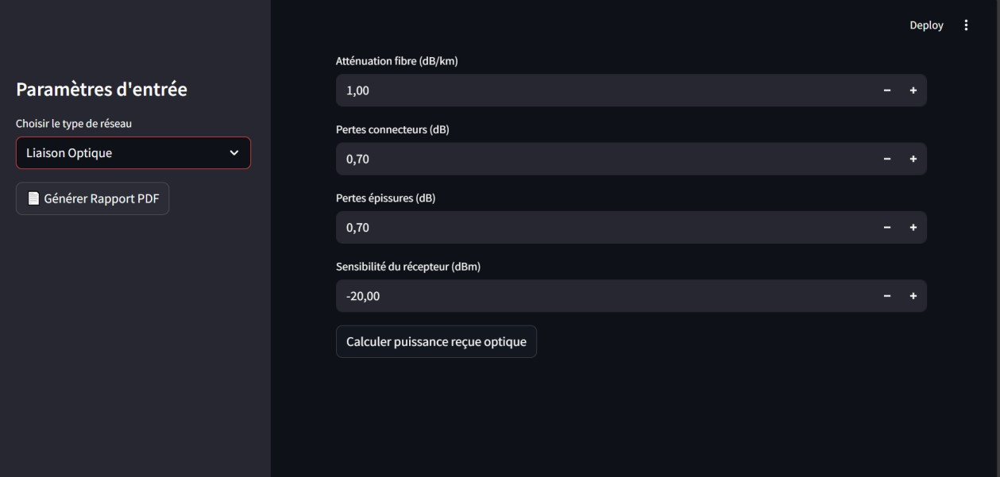 Deploy
Paramètres d'entrée
Choisir le type de réseau
Liaison Optique
Générer Rapport PDF
Atténuation fibre (dB/km)
1,00
Pertes connecteurs (dB)
0,70
Pertes épissures (dB)
0,70
Sensibilité du récepteur (dBm)
-20,00
Calculer puissance reçue optique